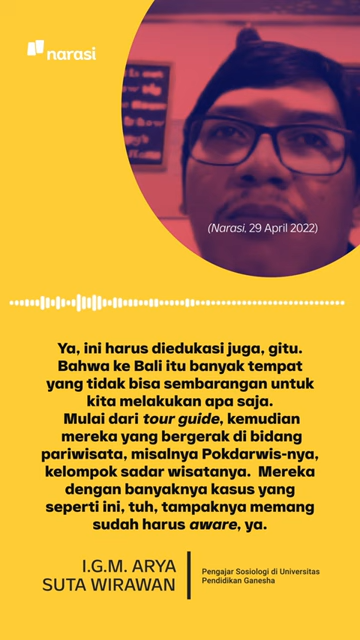 narasi
(Narasi, 29 April 2022)
Ya, ini harus diedukasi juga, gitu.
Bahwa ke Bali itu banyak tempat
yang tidak bisa sembarangan untuk
kita melakukan apa saja.
Mulai dari tour guide, kemudian
mereka yang bergerak di bidang
pariwisata, misalnya Pokdarwis-nya,
kelompok sadar wisatanya. Mereka
dengan banyaknya kasus yang
seperti ini, tuh, tampaknya memang
sudah harus aware, ya.
I.G.M. ARYA
SUTA WIRAWAN
Pengajar Sosiologi di Universitas
Pendidikan Ganesha